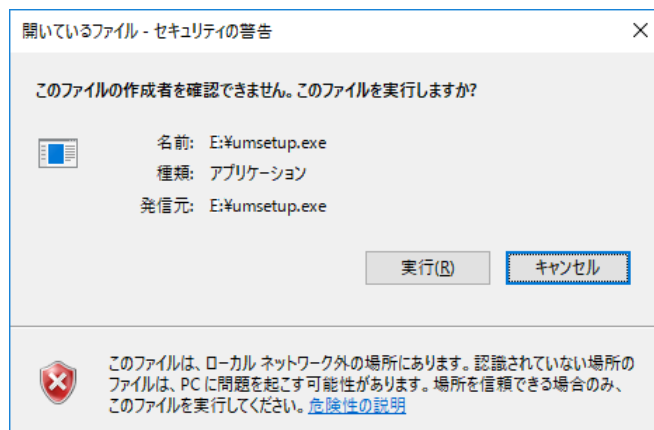 開いているファイル - セキュリティの警告
このファイルの作成者を確認できません。このファイルを実行しますか?
名前: E:¥umsetup.exe
種類: アプリケーション
発信元: E:¥umsetup.exe
実行(R) キャンセル
このファイルは、ローカル ネットワーク外の場所にあります。認識されていない場所の
ファイルは、PC に問題を起こす可能性があります。場所を信頼できる場合のみ、
このファイルを実行してください。危険性の説明